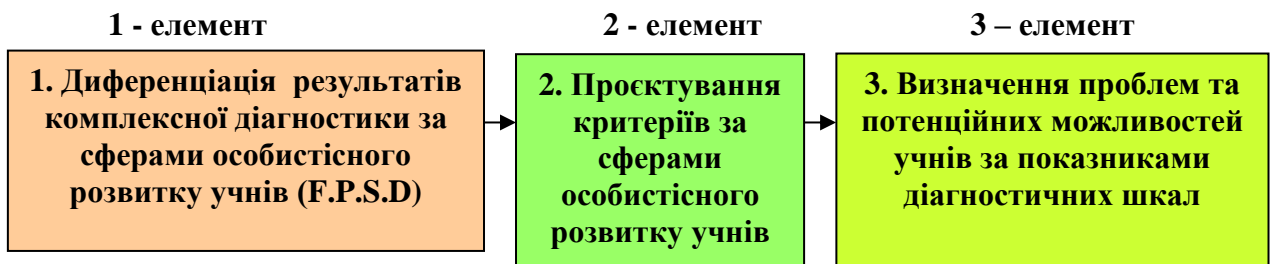 1 - елемент
2 - елемент
3 – елемент
1. Диференціація результатів
комплексної діагностики за
сферами особистісного
розвитку учнів (F.P.S.D)
2. Проєктування
критеріїв за
сферами
особистісного
розвитку учнів
3. Визначення проблем та
потенційних можливостей
учнів за показниками
діагностичних шкал